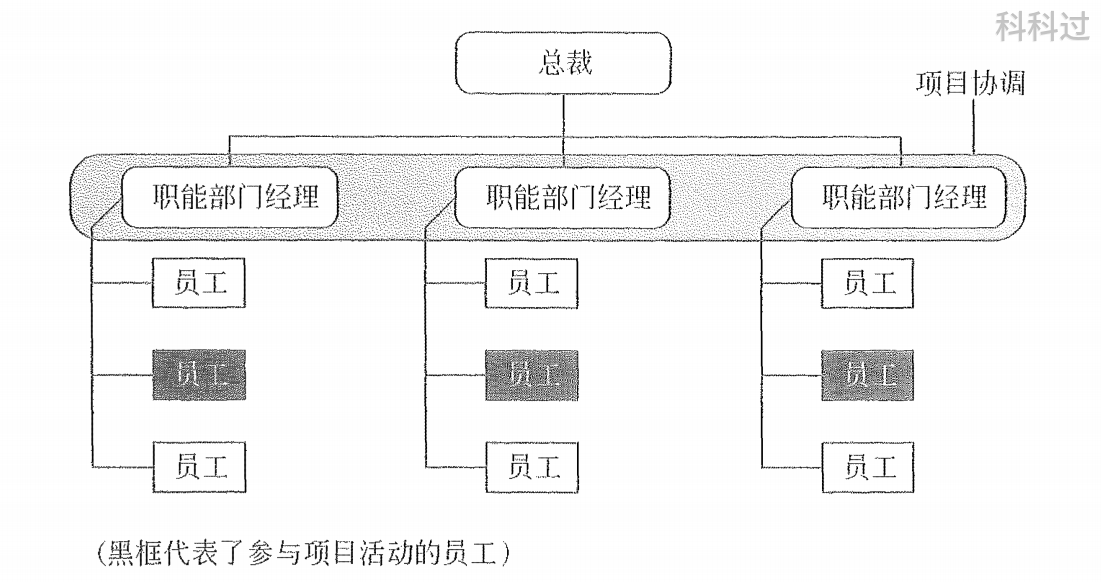 科科过
总裁
项目协调
职能部门经理 职能部门经理 职能部门经理
员工 员工 员工
员工 员工 员工
员工 员工 员工
(黑框代表了参与项目活动的员工)